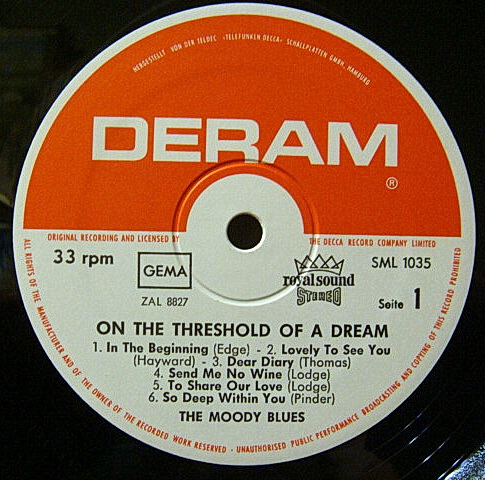 HERGESTELLT VON DER TELDEC »TELEFUNKEN DECCA« SCHALLPLATTEN GMBH, HAMBURG
DERAM
®
ORIGINAL RECORDING AND LICENSED BY
THE DECCA RECORD COMPANY LIMITED
33 rpm
GEMA
ZAL 8827
royalsound
STEREO
SML 1035
Seite 1
ON THE THRESHOLD OF A DREAM
1. In The Beginning (Edge) - 2. Lovely To See You
(Hayward) - 3. Dear Diary (Thomas)
4. Send Me No Wine (Lodge)
5. To Share Our Love (Lodge)
6. So Deep Within You (Pinder)
THE MOODY BLUES
ALL RIGHTS OF THE MANUFACTURER AND OF THE OWNER OF THE RECORDED WORK RESERVED - UNAUTHORISED PUBLIC PERFORMANCE BROADCASTING AND COPYING OF THIS RECORD PROHIBITED